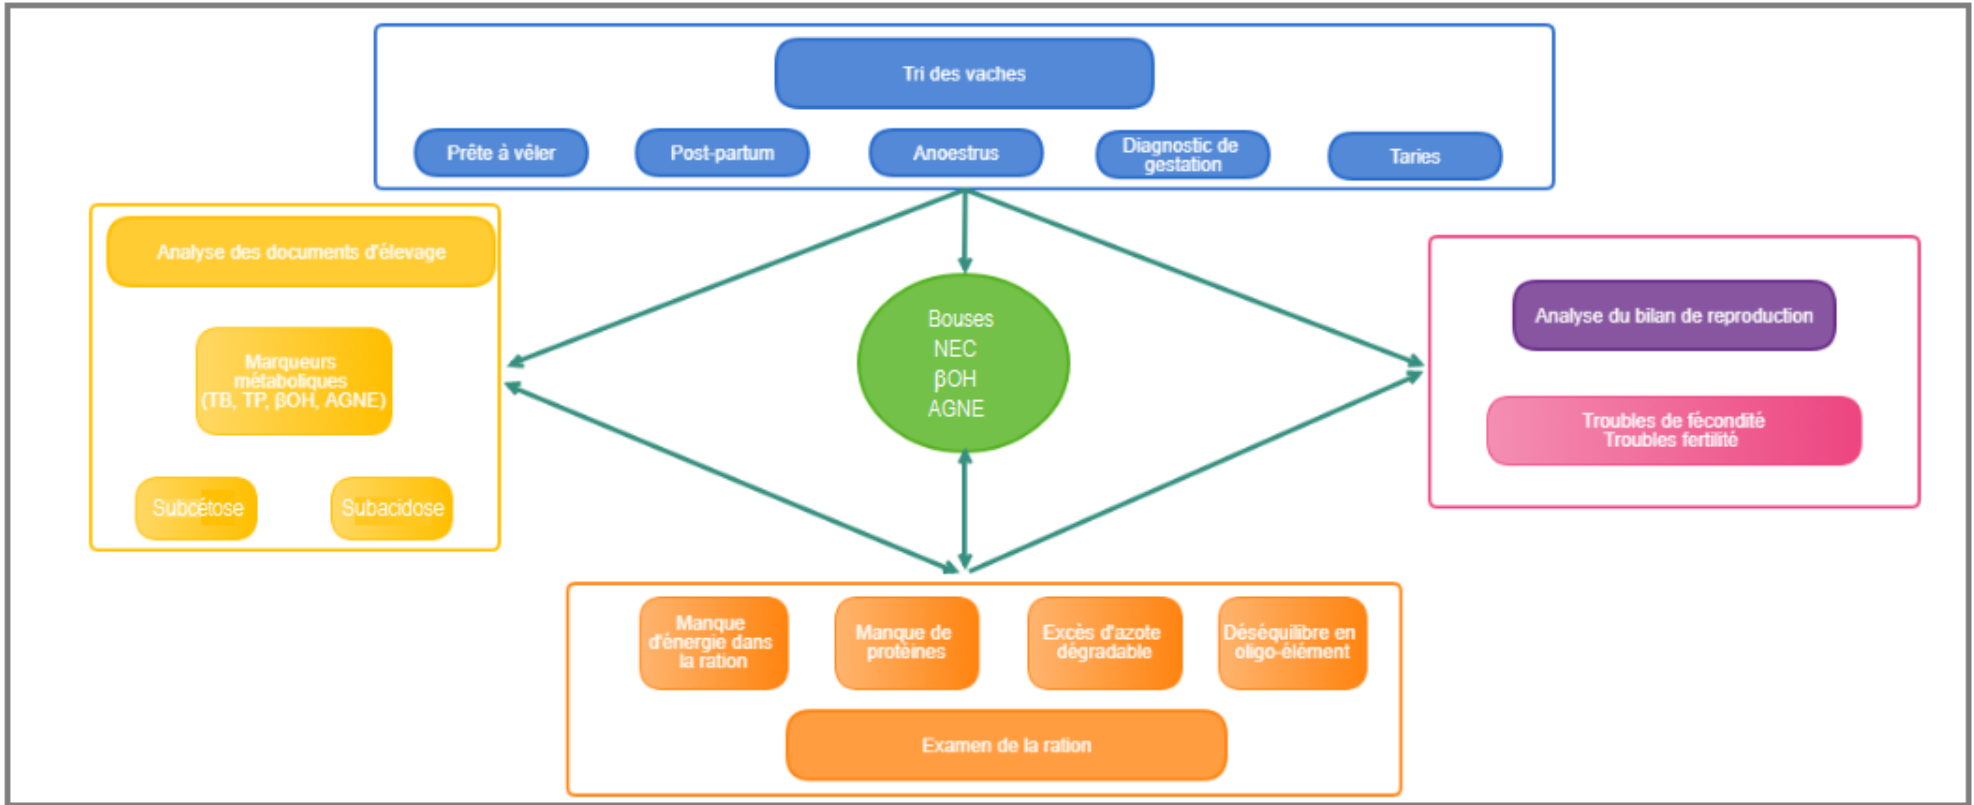 Tri des vaches
Prête à vêler
Post-partum
Anoestrus
Diagnostic de
gestation
Taries
Analyse des documents d'élevage
Marqueurs
métaboliques
(TB, TP, βOH, AGNE)
Subcétose
Subacidose
Bouses
NEC
βOH
AGNE
Analyse du bilan de reproduction
Troubles de fécondité
Troubles fertilité
Manque
d'énergie dans
la ration
Manque de
protéines
Excès d'azote
dégradable
Déséquilibre en
oligo-élément
Examen de la ration